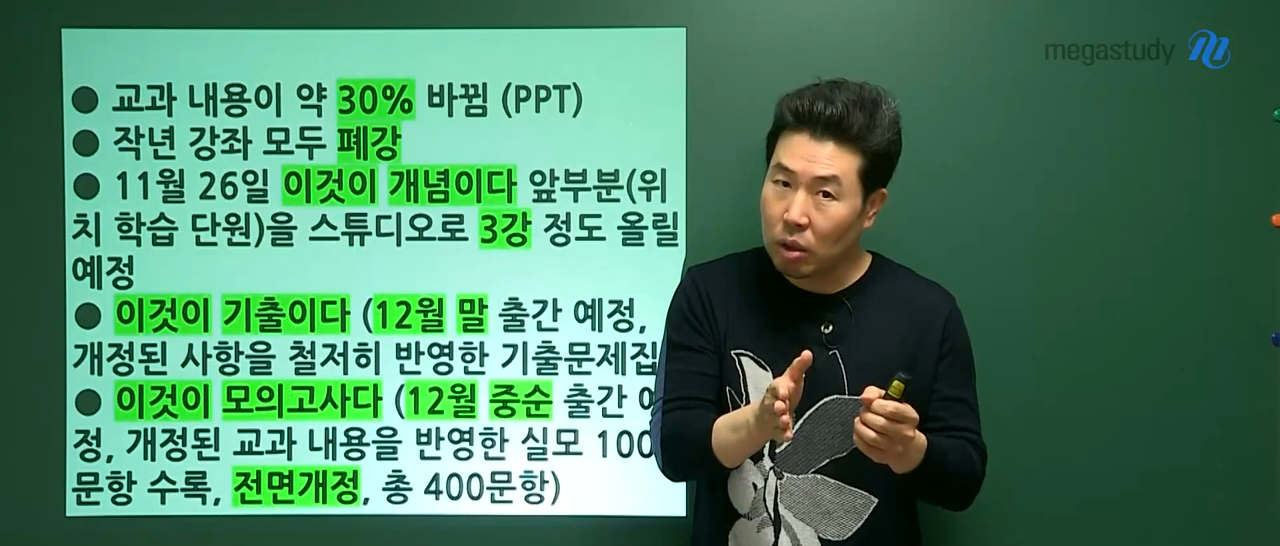 megastudy
● 교과 내용이 약 30% 바뀜 (PPT)
● 작년 강좌 모두 폐강
● 11월 26일 이것이 개념이다 앞부분(위
치 학습 단원)을 스튜디오로 3강 정도 올릴
예정
● 이것이 기출이다 (12월 말 출간 예정,
개정된 사항을 철저히 반영한 기출문제집
● 이것이 모의고사다 (12월 중순 출간
정, 개정된 교과 내용을 반영한 실모 100
문항 수록, 전면개정, 총 400문항)